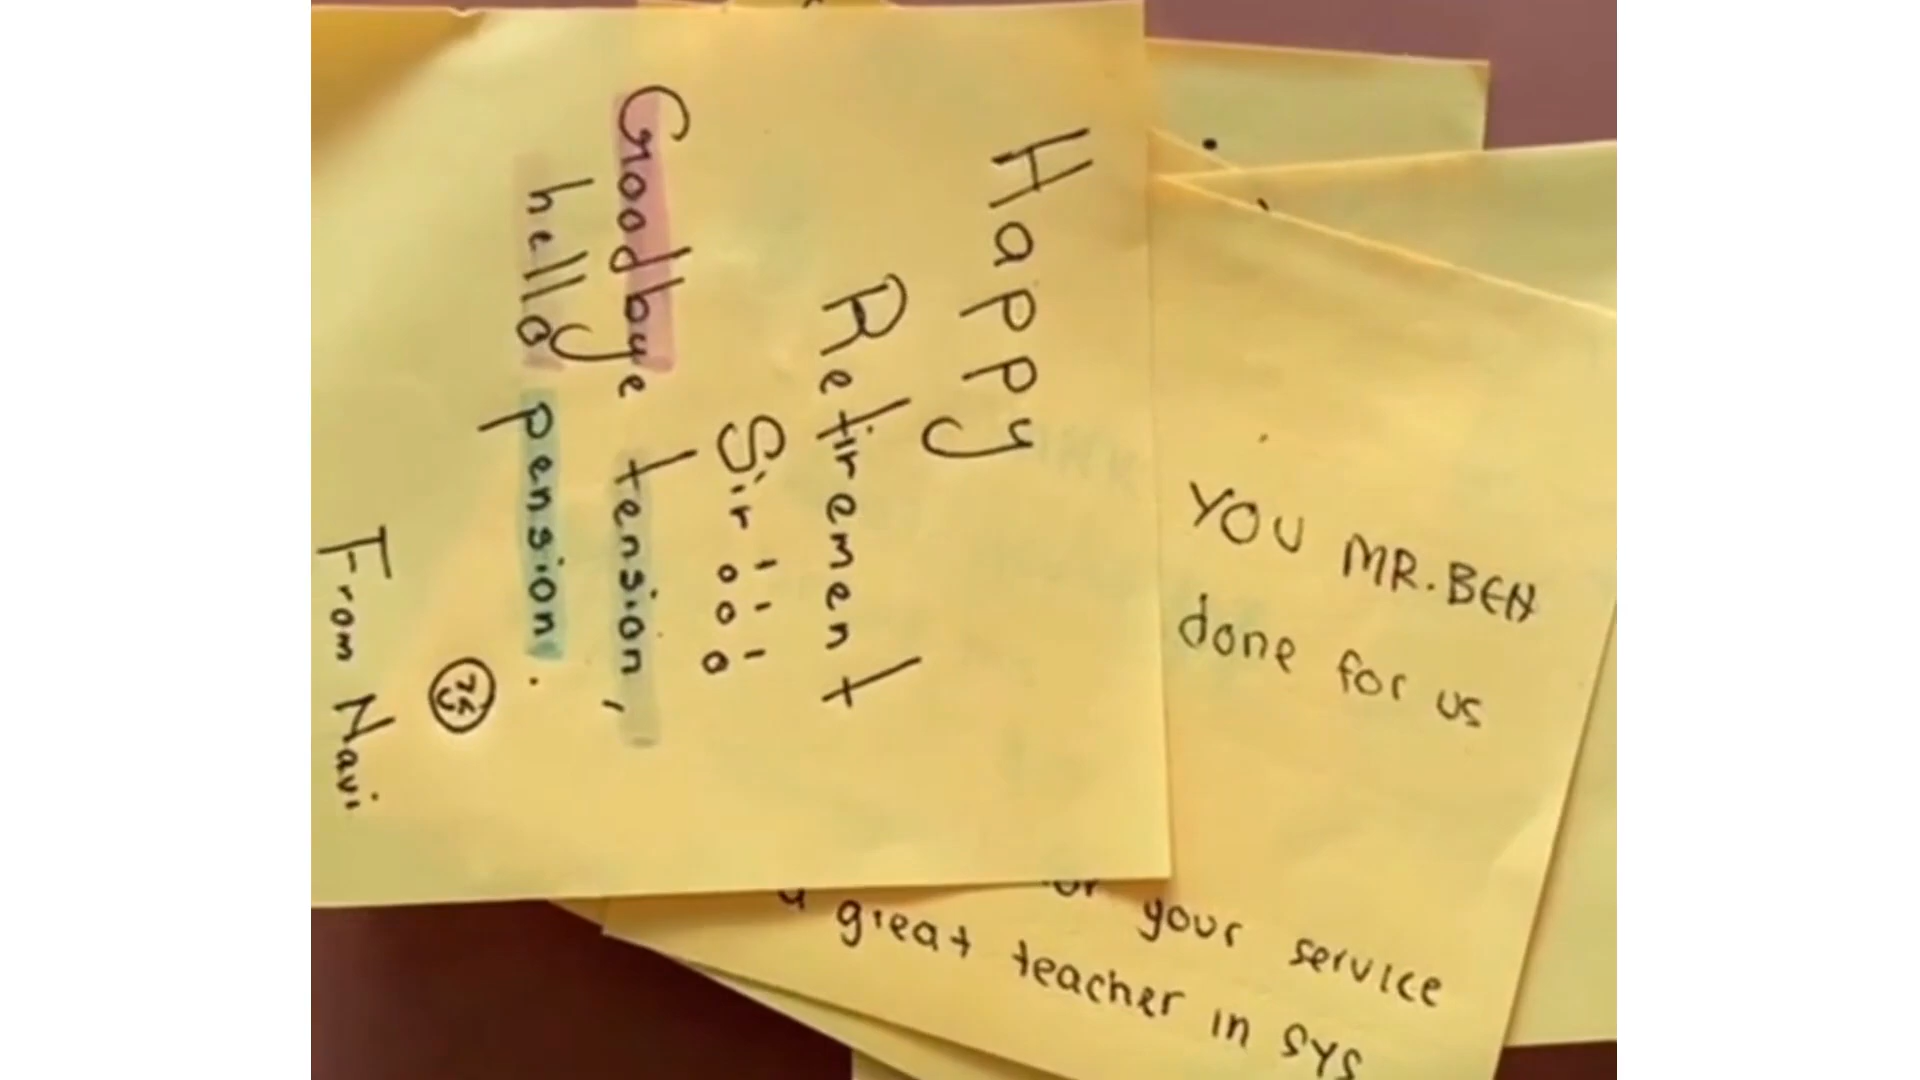 Happy
Retirement
Sir !!!
Goodbye tension,
hello pension.
From Navi
YOU MR. BEN
done for us
your service
great teacher in SYS